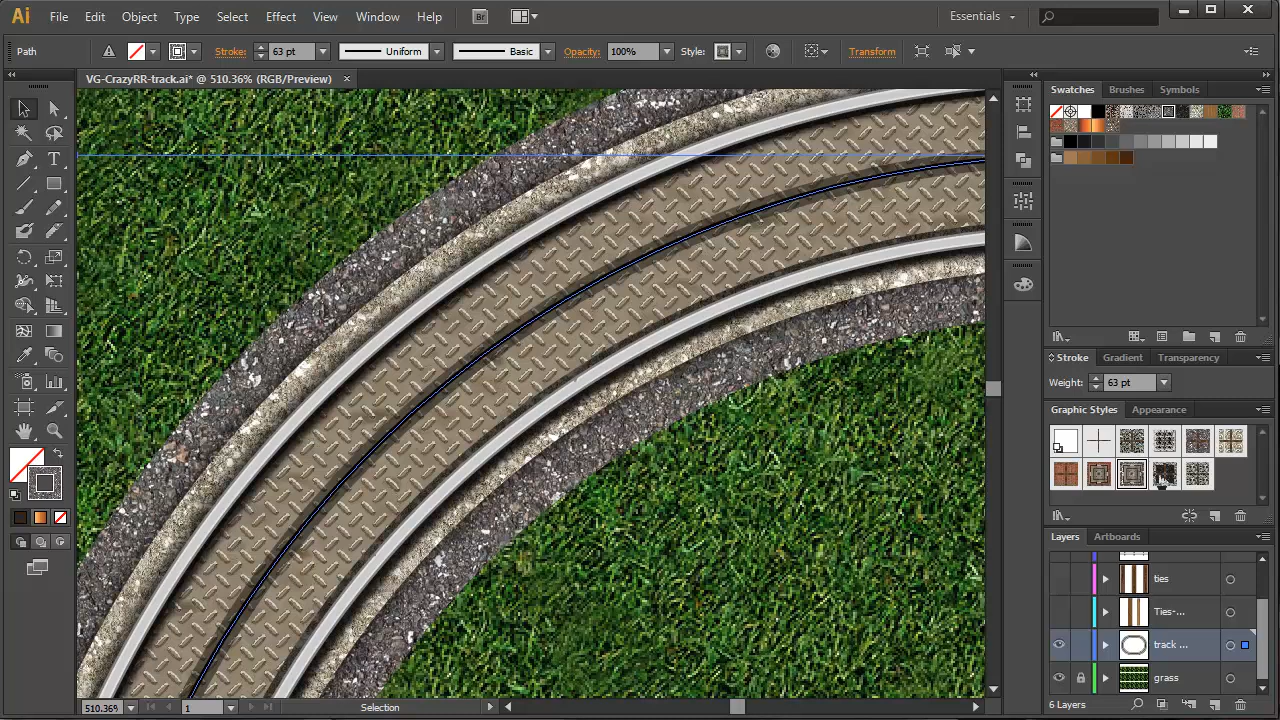 Ai File Edit Object Type Select Effect View Window Help Br Essentials
Path Stroke: 63 pt Uniform Basic Opacity: 100% Style: Transform
VG-CrazyRR-track.ai* @ 510.36% (RGB/Preview)
Swatches Brushes Symbols
Stroke Gradient Transparency
Weight: 63 pt
Graphic Styles Appearance
Layers Artboards
ties
Ties-...
track ...
grass
6 Layers
510.36% 1 Selection